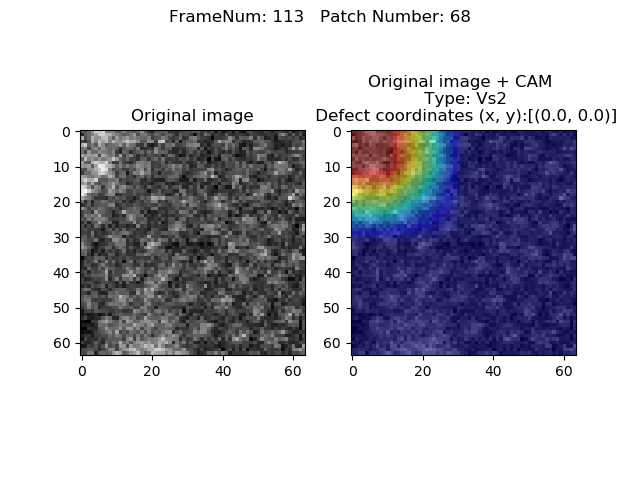 FrameNum: 113   Patch Number: 68
Original image
Original image + CAM
Type: Vs2
Defect coordinates (x, y):[(0.0, 0.0)]
0
10
20
30
40
50
60
0 20 40 60
0
10
20
30
40
50
60
0 20 40 60